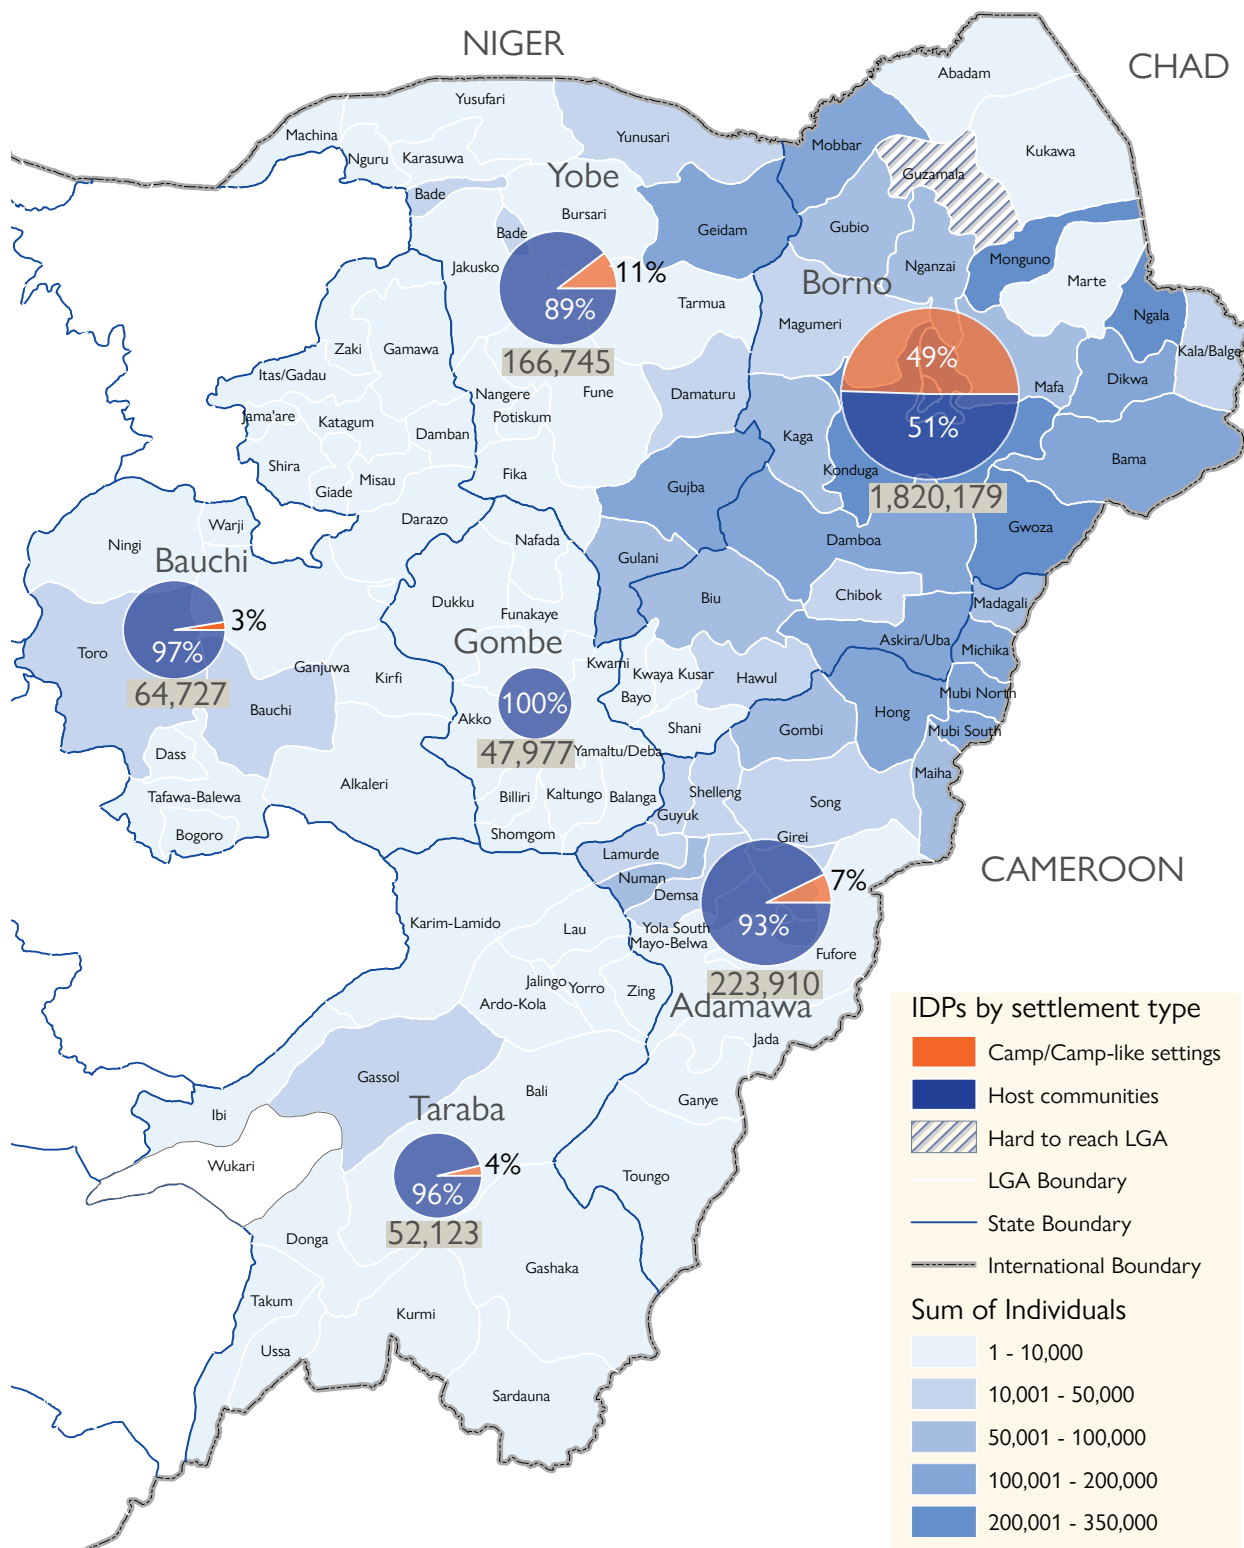 NIGER
CHAD
Abadam
Yusufari
Machina
Yunusari
Mobbar
Kukawa
Nguru
Karasuwa
Guzamala
Yobe
Bade
Bursari
Geidam
Gubio
Bade
Nganzai
Monguno
Jakusko
11%
Borno
Marte
Tarmua
89%
Magumeri
Ngala
166,745
Zaki
Gamawa
49%
Kala/Balge
Itas/Gadau
Mafa
Dikwa
Nangere
Fune
Damaturu
Jama'are
Katagum
Potiskum
Damban
51%
Kaga
Bama
Shira
Misau
Fika
Konduga
Giade
Gujba
1,820,179
Darazo
Warji
Gwoza
Ningi
Nafada
Damboa
Bauchi
Gulani
Dukku
Biu
Chibok
Madagali
Funakaye
3%
Gombe
Askira/Uba
Michika
97%
Toro
Ganjuwa
Kwami
Kwaya Kusar
Hawul
Kirfi
64,727
Bayo
Mubi North
100%
Bauchi
Akko
Hong
Shani
Gombi
Mubi South
47,977
Yamaltu/Deba
Dass
Maiha
Alkaleri
Shelleng
Tafawa-Balewa
Billiri
Kaltungo
Balanga
Song
Guyuk
Bogoro
Shomgom
Girei
Lamurde
CAMEROON
Numan
7%
Demsa
Karim-Lamido
Lau
Yola South
93%
Mayo-Belwa
Fufore
Jalingo
Yorro
Zing
223,910
Ardo-Kola
Adamawa
Jada
Gassol
Bali
Ganye
Ibi
Taraba
Wukari
4%
Toungo
96%
52,123
Donga
Gashaka
Takum
Kurmi
Ussa
Sardauna
IDPs by settlement type
Camp/Camp-like settings
Host communities
Hard to reach LGA
LGA Boundary
State Boundary
International Boundary
Sum of Individuals
1 - 10,000
10,001 - 50,000
50,001 - 100,000
100,001 - 200,000
200,001 - 350,000